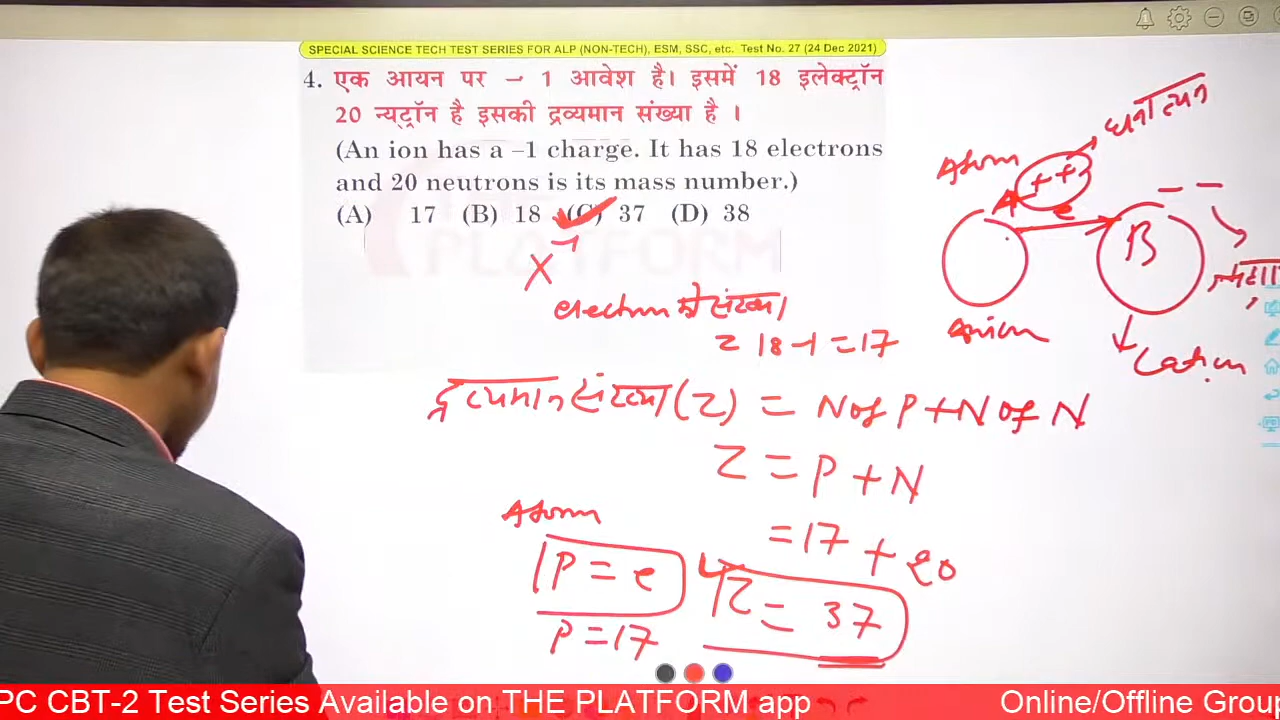 SPECIAL SCIENCE TECH TEST SERIES FOR ALP (NON-TECH), ESM, SSC, etc. Test No. 27 (24 Dec 2021)
4. एक आयन पर – 1 आवेश है। इसमें 18 इलेक्ट्रॉन
20 न्यूट्रॉन है इसकी द्रव्यमान संख्या है ।
(An ion has a –1 charge. It has 18 electrons
and 20 neutrons is its mass number.)
(A) 17 (B) 18 (C) 37 (D) 38
X -1
electron की संख्या
= 18 -1 = 17
द्रव्यमान संख्या (Z) = N of P + N of N
Z = P + N
= 17 + 20
Z = 37
Atom
P = e
P = 17
Atom
धनायन
A ++
e
B
– –
Anion
Cation
PC CBT-2 Test Series Available on THE PLATFORM app
Online/Offline Grou